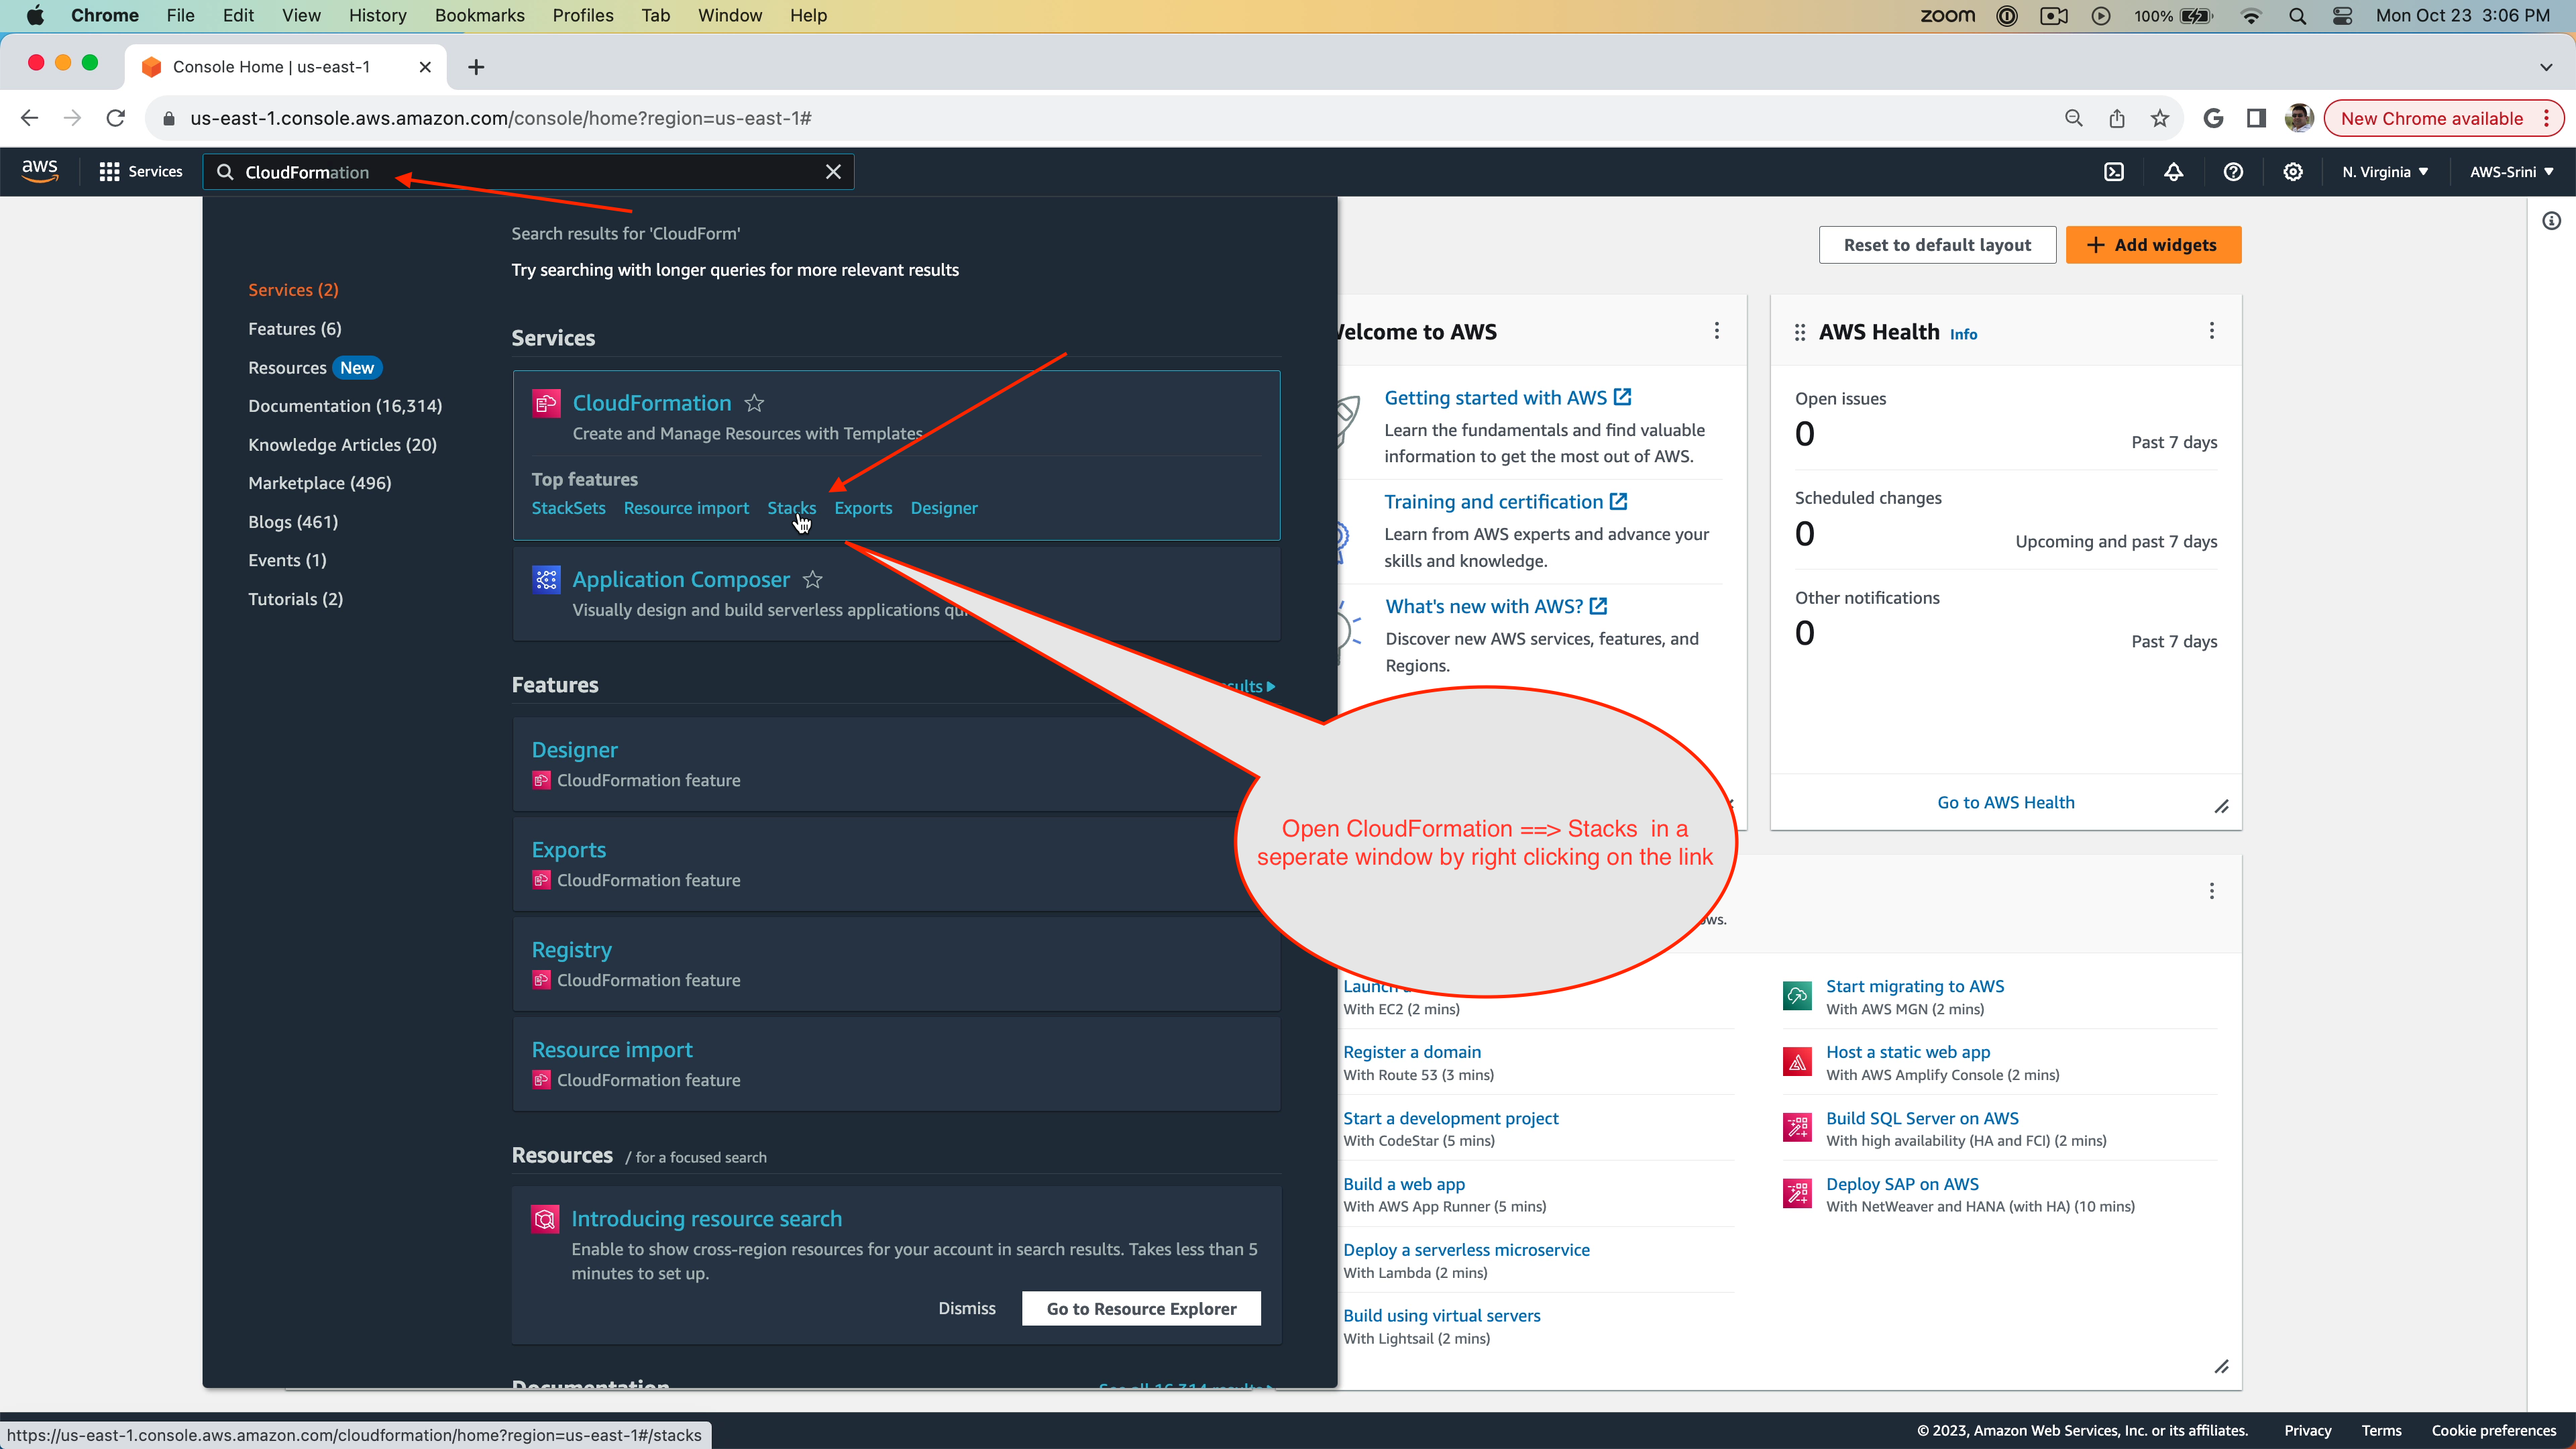 Chrome File Edit View History Bookmarks Profiles Tab Window Help
zoom 100% Mon Oct 23 3:06 PM
Console Home | us-east-1
us-east-1.console.aws.amazon.com/console/home?region=us-east-1#
New Chrome available
aws Services CloudFormation N. Virginia AWS-Srini
Search results for 'CloudForm'
Try searching with longer queries for more relevant results
Services (2)
Features (6)
Resources New
Documentation (16,314)
Knowledge Articles (20)
Marketplace (496)
Blogs (461)
Events (1)
Tutorials (2)
Services
CloudFormation
Create and Manage Resources with Templates
Top features
StackSets Resource import Stacks Exports Designer
Application Composer
Visually design and build serverless applications
Features
Designer
CloudFormation feature
Exports
CloudFormation feature
Registry
CloudFormation feature
Resource import
CloudFormation feature
Resources / for a focused search
Introducing resource search
Enable to show cross-region resources for your account in search results. Takes less than 5
minutes to set up.
Dismiss Go to Resource Explorer
Documentation
See all 16,314 results
Open CloudFormation ==> Stacks in a
seperate window by right clicking on the link
Reset to default layout
Add widgets
to AWS
Getting started with AWS
Learn the fundamentals and find valuable
information to get the most out of AWS.
Training and certification
Learn from AWS experts and advance your
skills and knowledge.
What's new with AWS?
Discover new AWS services, features, and
Regions.
AWS Health Info
Open issues
0
Past 7 days
Scheduled changes
0
Upcoming and past 7 days
Other notifications
0
Past 7 days
Go to AWS Health
Launch
With EC2 (2 mins)
Register a domain
With Route 53 (3 mins)
Start a development project
With CodeStar (5 mins)
Build a web app
With AWS App Runner (5 mins)
Deploy a serverless microservice
With Lambda (2 mins)
Build using virtual servers
With Lightsail (2 mins)
Start migrating to AWS
With AWS MGN (2 mins)
Host a static web app
With AWS Amplify Console (2 mins)
Build SQL Server on AWS
With high availability (HA and FCI) (2 mins)
Deploy SAP on AWS
With NetWeaver and HANA (with HA) (10 mins)
https://us-east-1.console.aws.amazon.com/cloudformation/home?region=us-east-1#/stacks
© 2023, Amazon Web Services, Inc. or its affiliates. Privacy Terms Cookie preferences